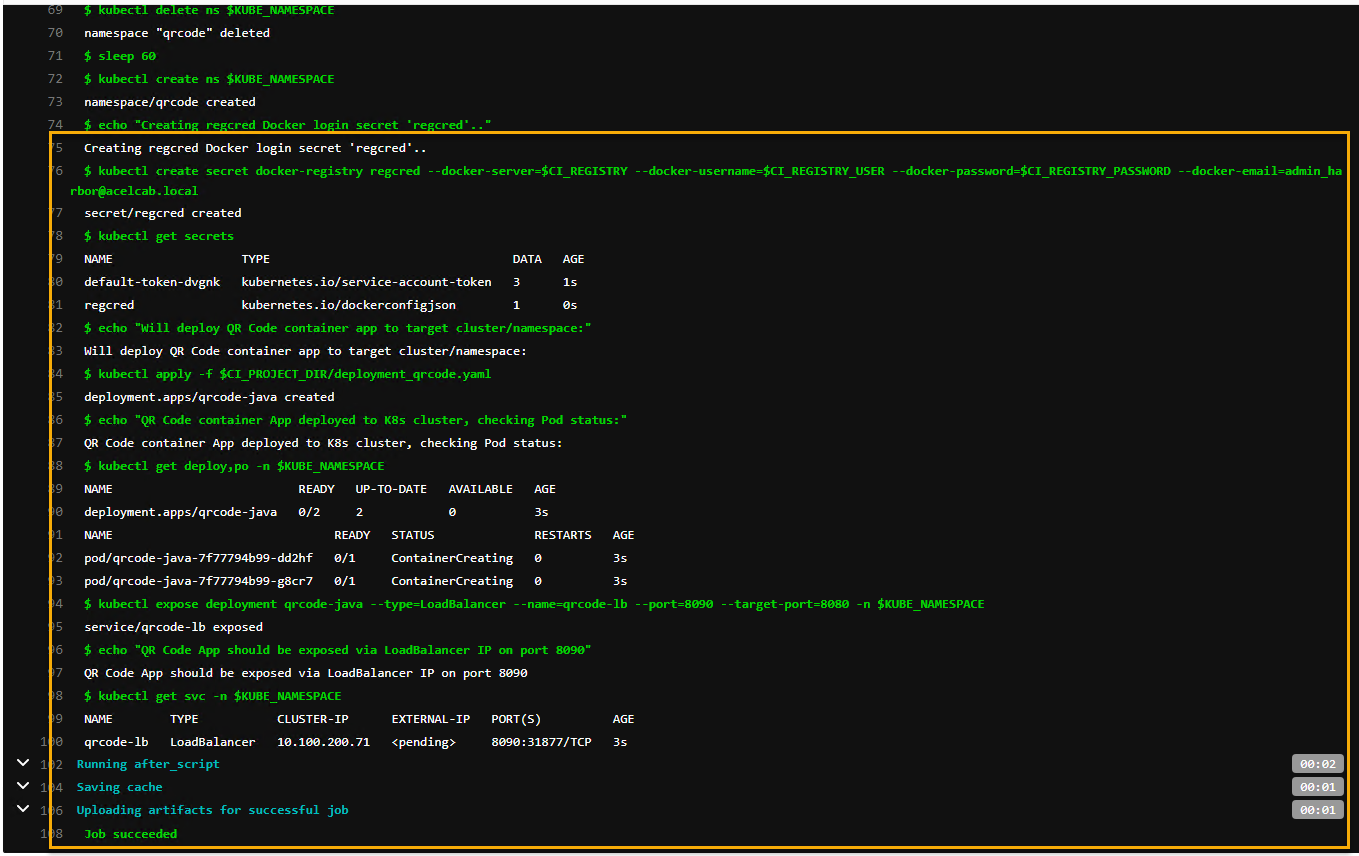 69 $ kubectl delete ns $KUBE_NAMESPACE
70 namespace "qrcode" deleted
71 $ sleep 60
72 $ kubectl create ns $KUBE_NAMESPACE
73 namespace/qrcode created
74 $ echo "Creating regcred Docker login secret 'regcred'.."
75 Creating regcred Docker login secret 'regcred'..
76 $ kubectl create secret docker-registry regcred --docker-server=$CI_REGISTRY --docker-username=$CI_REGISTRY_USER --docker-password=$CI_REGISTRY_PASSWORD --docker-email=admin_ha
rbor@acelcab.local
77 secret/regcred created
78 $ kubectl get secrets
79 NAME TYPE DATA AGE
80 default-token-dvgnk kubernetes.io/service-account-token 3 1s
81 regcred kubernetes.io/dockerconfigjson 1 0s
82 $ echo "Will deploy QR Code container app to target cluster/namespace:"
83 Will deploy QR Code container app to target cluster/namespace:
84 $ kubectl apply -f $CI_PROJECT_DIR/deployment_qrcode.yaml
85 deployment.apps/qrcode-java created
86 $ echo "QR Code container App deployed to K8s cluster, checking Pod status:"
87 QR Code container App deployed to K8s cluster, checking Pod status:
88 $ kubectl get deploy,po -n $KUBE_NAMESPACE
89 NAME READY UP-TO-DATE AVAILABLE AGE
90 deployment.apps/qrcode-java 0/2 2 0 3s
91 NAME READY STATUS RESTARTS AGE
92 pod/qrcode-java-7f77794b99-dd2hf 0/1 ContainerCreating 0 3s
93 pod/qrcode-java-7f77794b99-g8cr7 0/1 ContainerCreating 0 3s
94 $ kubectl expose deployment qrcode-java --type=LoadBalancer --name=qrcode-lb --port=8090 --target-port=8080 -n $KUBE_NAMESPACE
95 service/qrcode-lb exposed
96 $ echo "QR Code App should be exposed via LoadBalancer IP on port 8090"
97 QR Code App should be exposed via LoadBalancer IP on port 8090
98 $ kubectl get svc -n $KUBE_NAMESPACE
99 NAME TYPE CLUSTER-IP EXTERNAL-IP PORT(S) AGE
100 qrcode-lb LoadBalancer 10.100.200.71 <pending> 8090:31877/TCP 3s
102 Running after_script 00:02
104 Saving cache 00:01
106 Uploading artifacts for successful job 00:01
108 Job succeeded